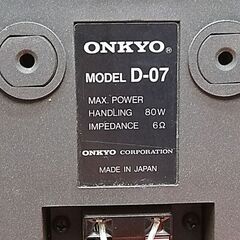 ONKYO®
MODEL D-07
MAX. POWER
HANDLING 80W
IMPEDANCE 6Ω
ONKYO CORPORATION
MADE IN JAPAN